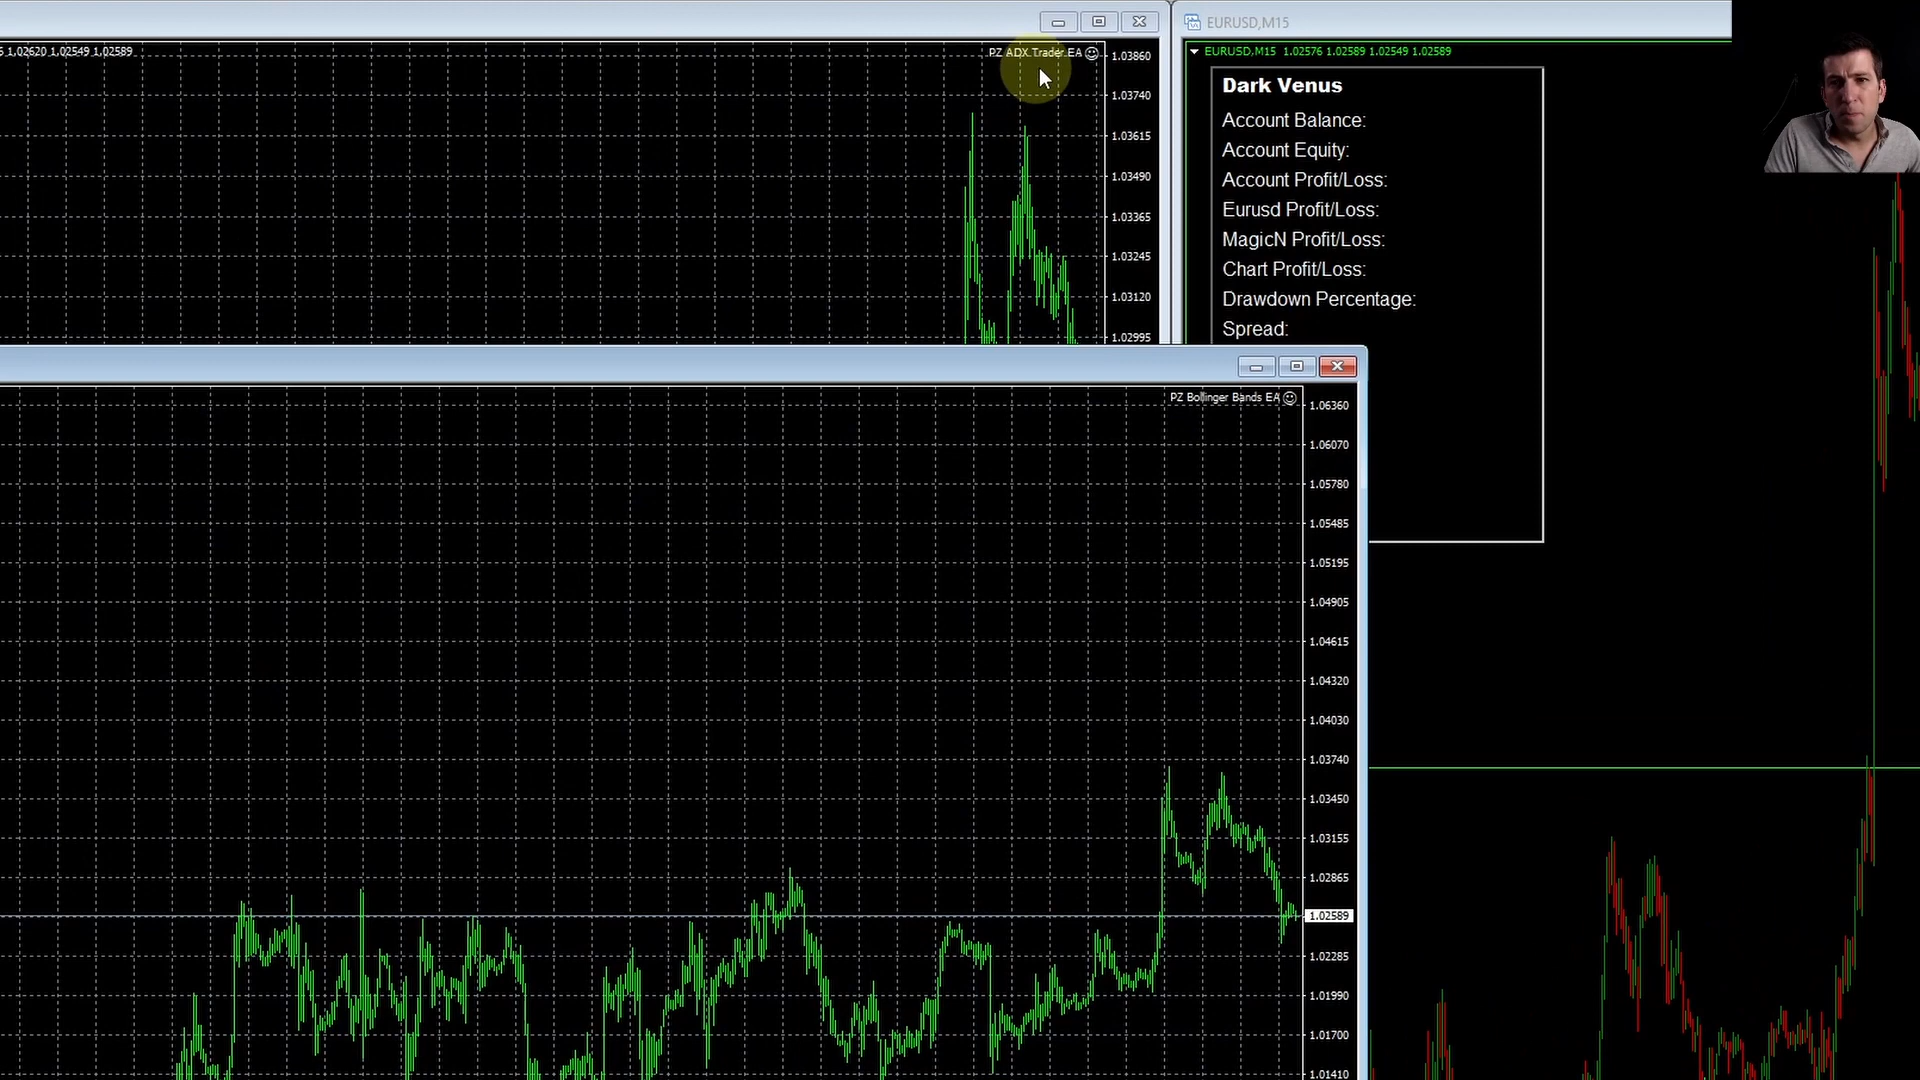 1.02620 1.02549 1.02589
PZ ADX Trader EA
1.03860
1.03740
1.03615
1.03490
1.03365
1.03245
1.03120
1.02995
EURUSD,M15
EURUSD,M15 1.02576 1.02589 1.02549 1.02589
Dark Venus
Account Balance:
Account Equity:
Account Profit/Loss:
Eurusd Profit/Loss:
MagicN Profit/Loss:
Chart Profit/Loss:
Drawdown Percentage:
Spread:
PZ Bollinger Bands EA
1.06360
1.06070
1.05780
1.05485
1.05195
1.04905
1.04615
1.04320
1.04030
1.03740
1.03450
1.03155
1.02865
1.02589
1.02285
1.01990
1.01700
1.01410